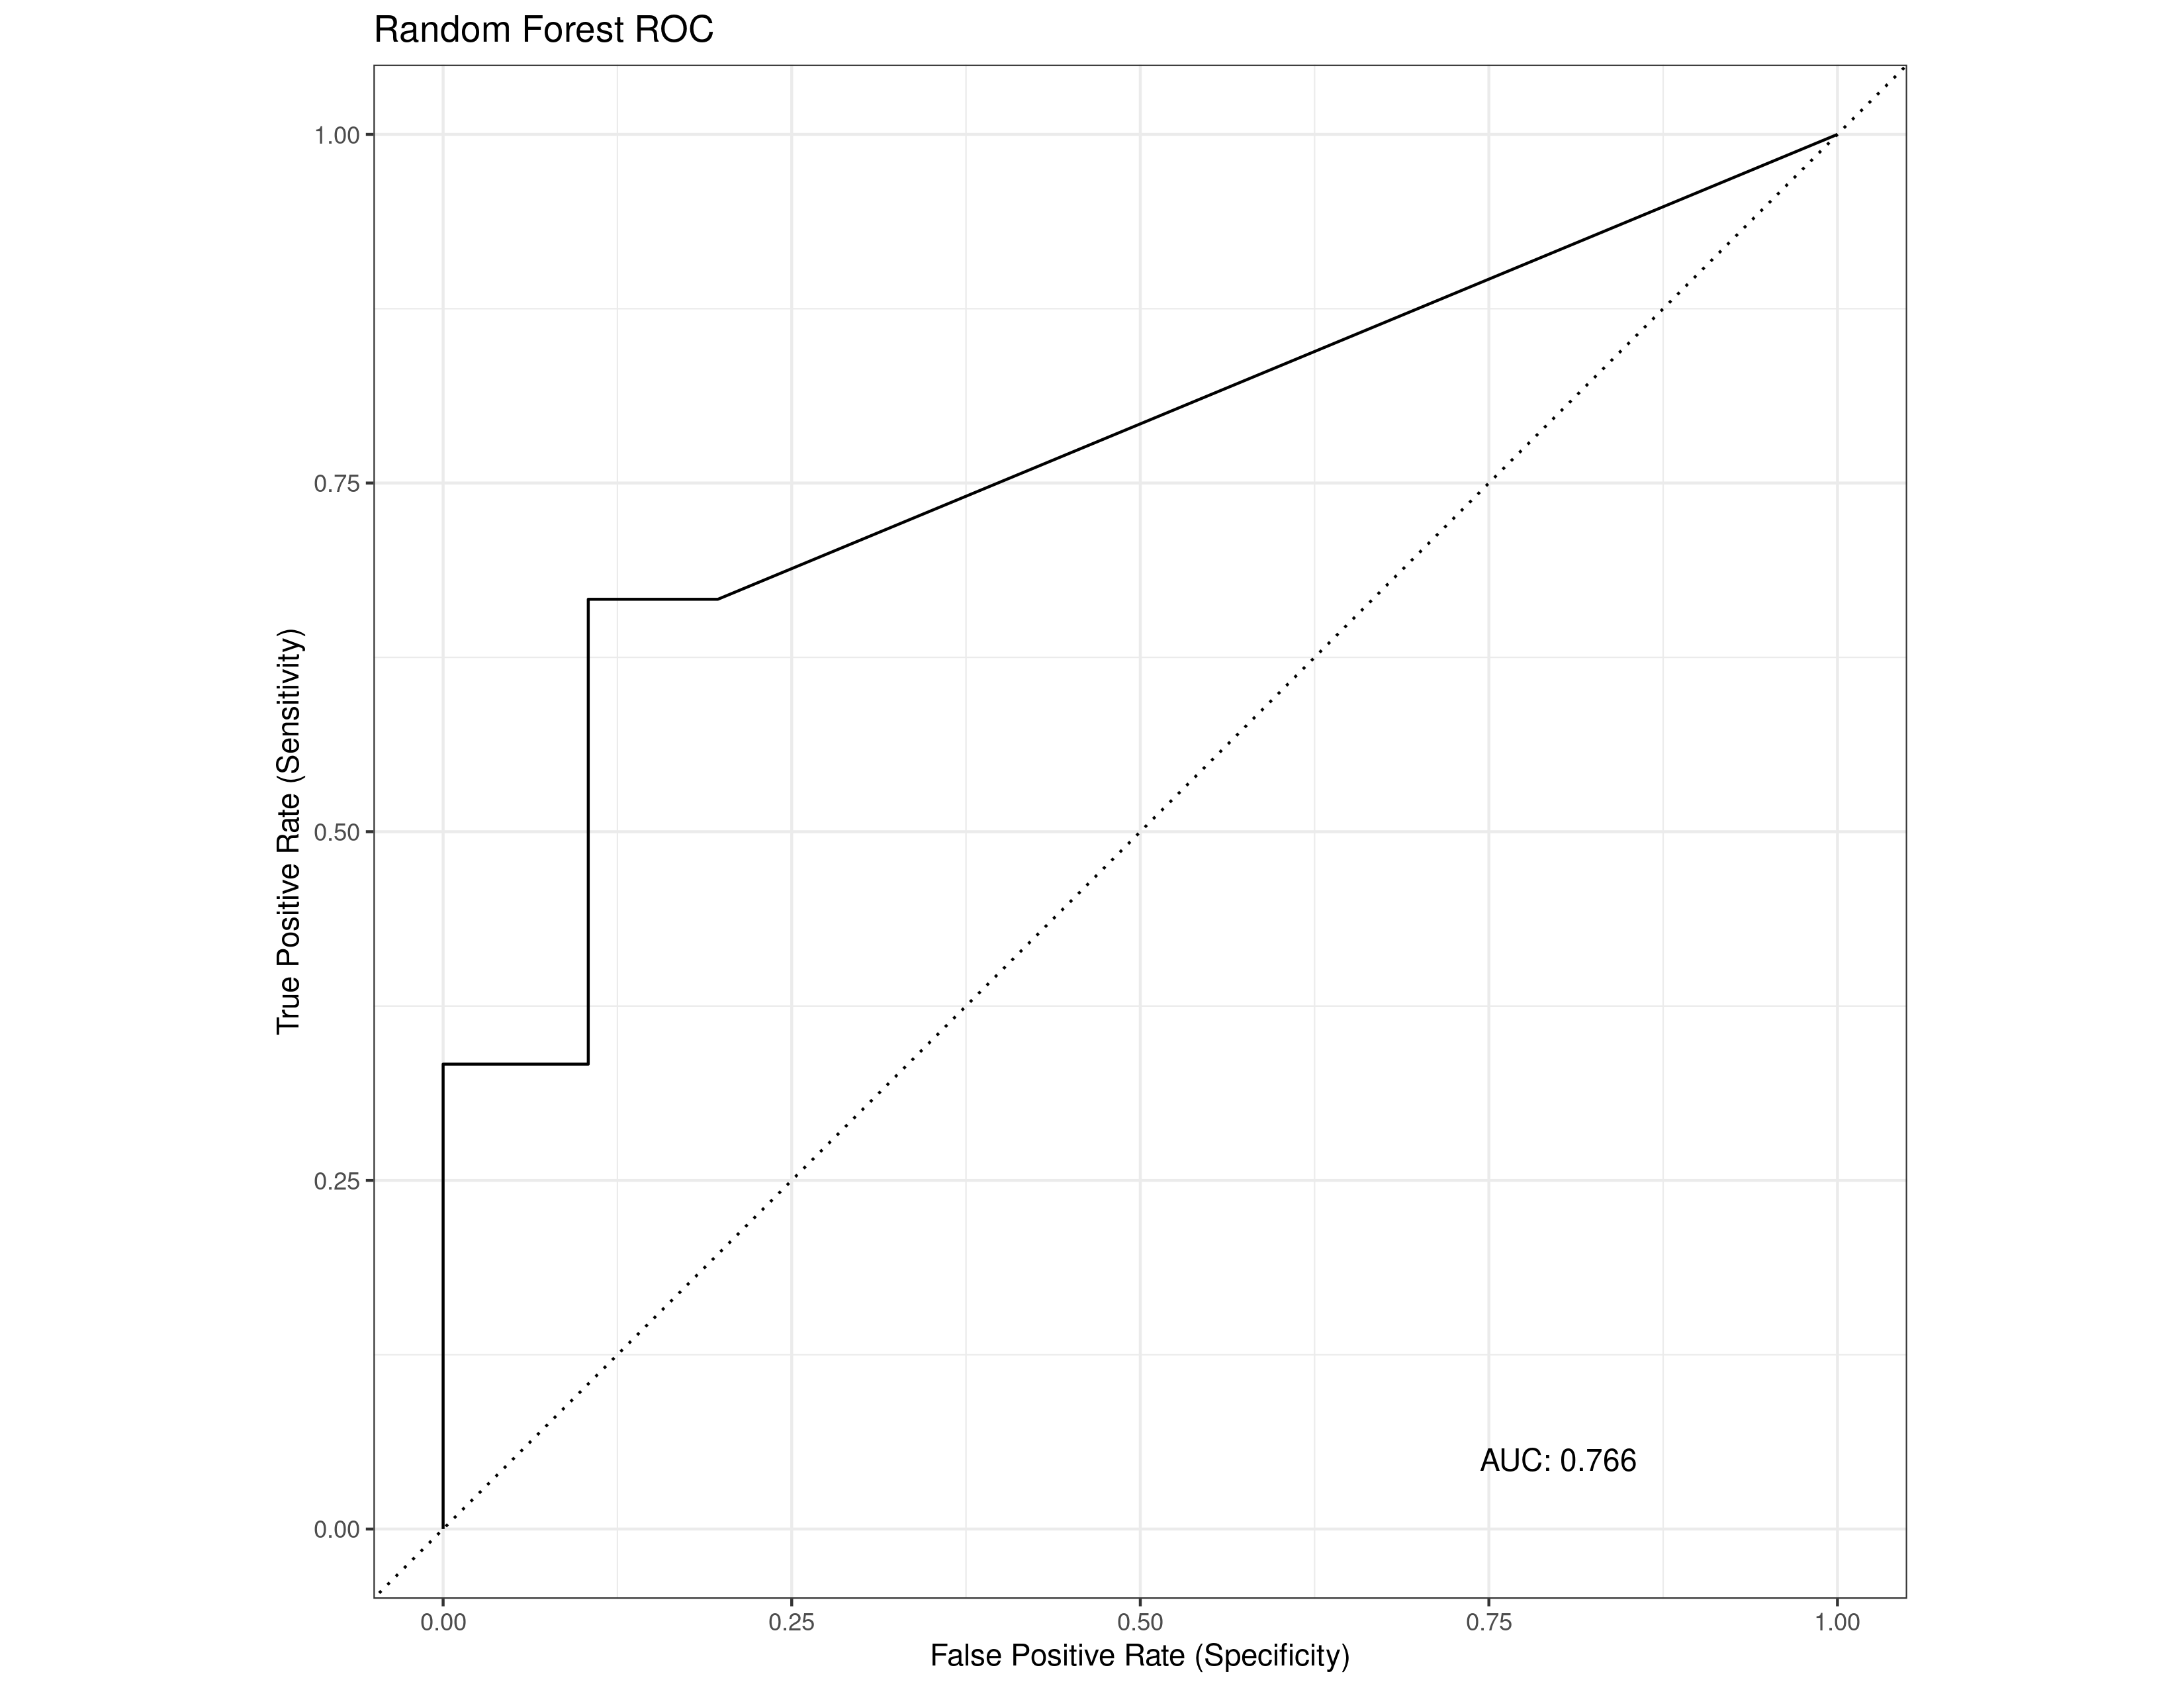 Random Forest ROC
1.00
0.75
0.50
0.25
0.00
True Positive Rate (Sensitivity)
AUC: 0.766
0.00 0.25 0.50 0.75 1.00
False Positive Rate (Specificity)